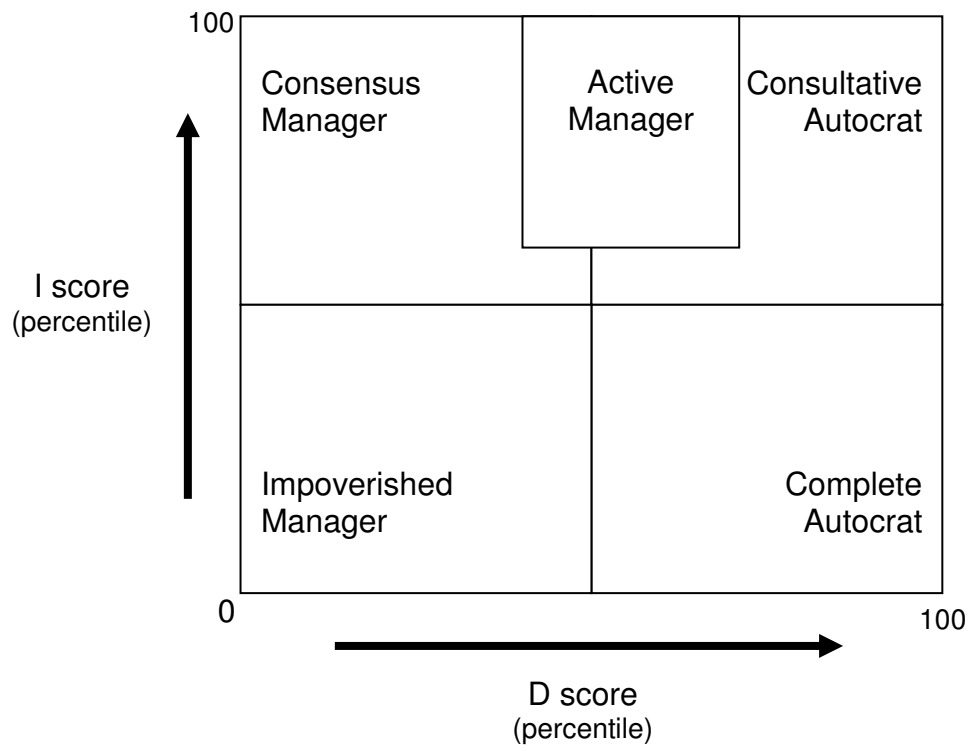 100
Consensus
Manager
Active
Manager
Consultative
Autocrat
I score
(percentile)
Impoverished
Manager
Complete
Autocrat
0
100
D score
(percentile)